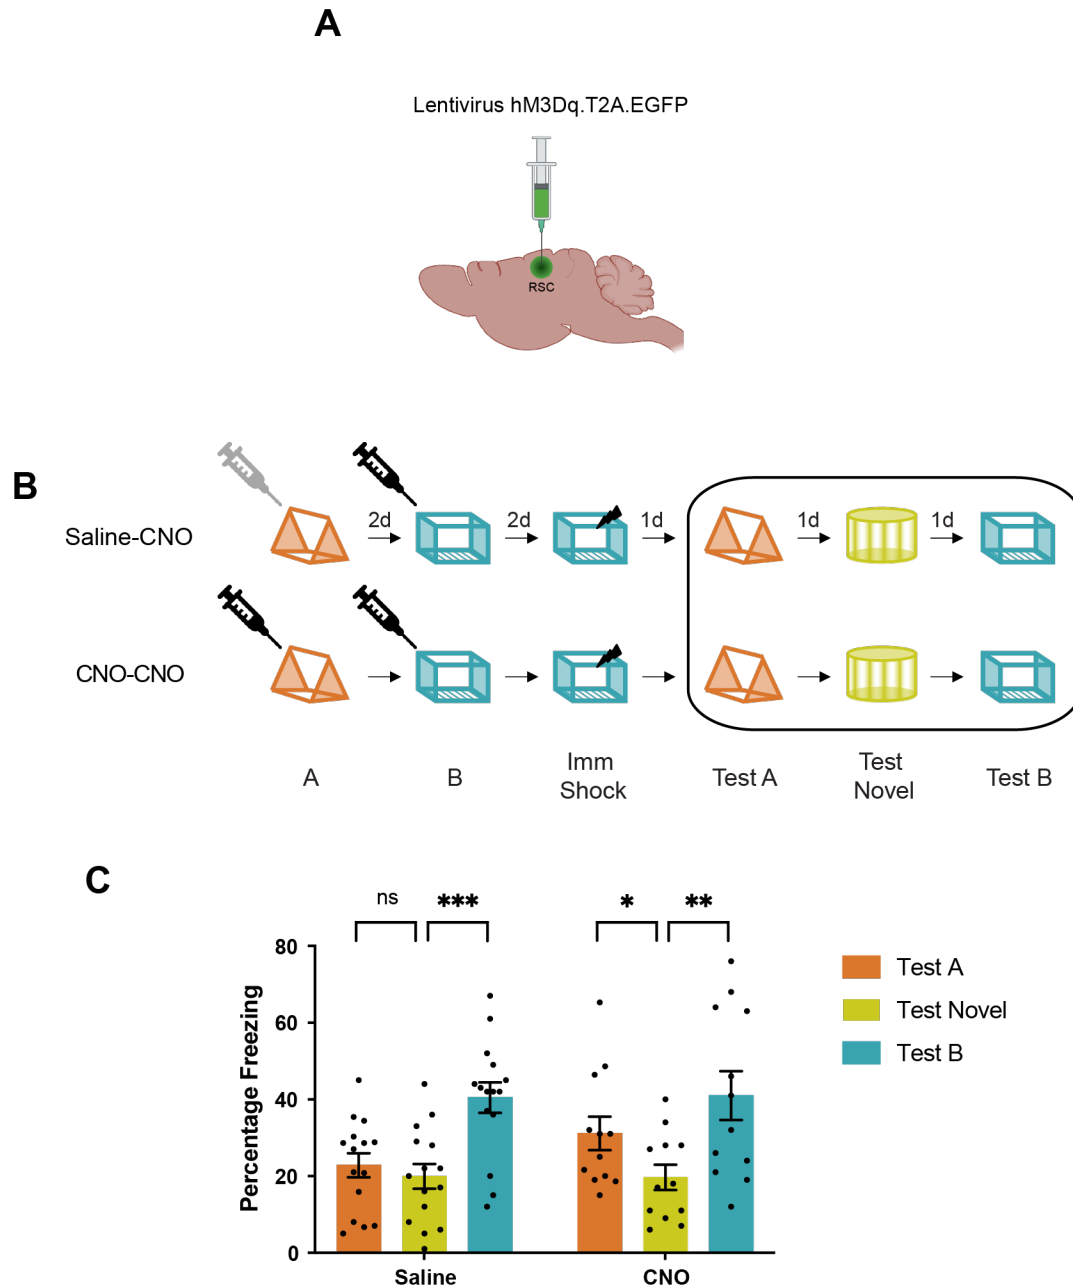 A
Lentivirus hM3Dq.T2A.EGFP
RSC
B
Saline-CNO
2d
2d
1d
1d
1d
CNO-CNO
A
B
Imm
Shock
Test A
Test
Novel
Test B
C
ns
***
*
**
80
60
40
20
0
Percentage Freezing
Saline
CNO
Test A
Test Novel
Test B